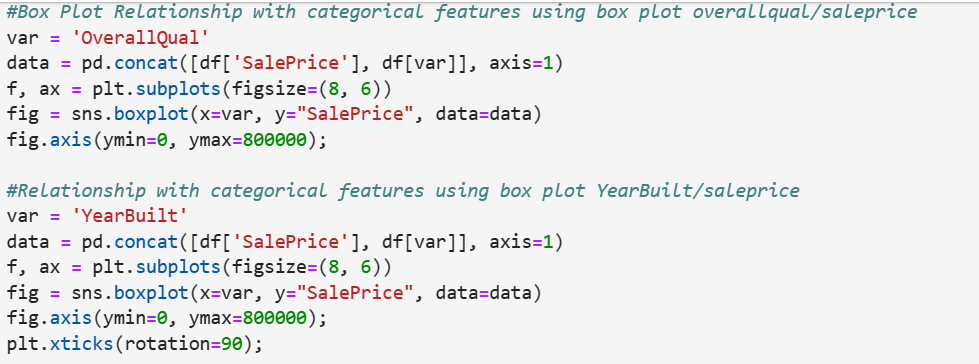 #Box Plot Relationship with categorical features using box plot overallqual/saleprice
var = 'OverallQual'
data = pd.concat([df['SalePrice'], df[var]], axis=1)
f, ax = plt.subplots(figsize=(8, 6))
fig = sns.boxplot(x=var, y="SalePrice", data=data)
fig.axis(ymin=0, ymax=800000);
#Relationship with categorical features using box plot YearBuilt/saleprice
var = 'YearBuilt'
data = pd.concat([df['SalePrice'], df[var]], axis=1)
f, ax = plt.subplots(figsize=(8, 6))
fig = sns.boxplot(x=var, y="SalePrice", data=data)
fig.axis(ymin=0, ymax=800000);
plt.xticks(rotation=90);